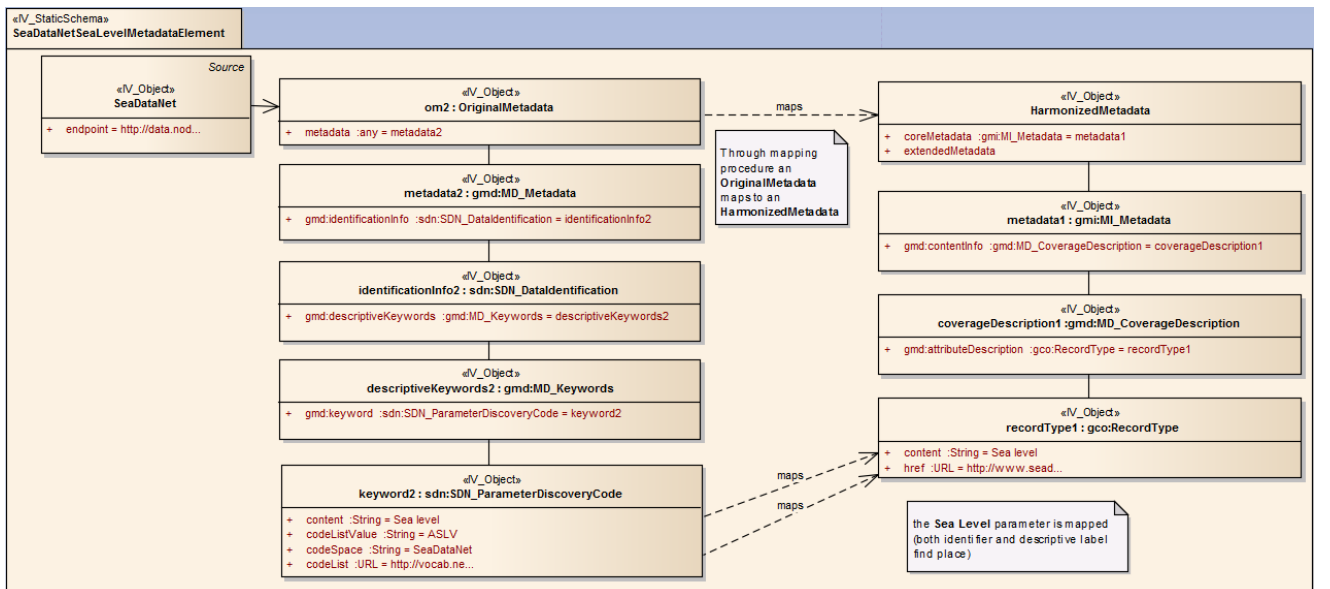 «IV_StaticSchema»
SeaDataNetSeaLevelMetadataElement
Source
«IV_Object»
SeaDataNet
+ endpoint = http://data.nod...
«IV_Object»
om2 : OriginalMetadata
+ metadata :any = metadata2
«IV_Object»
metadata2 : gmd:MD_Metadata
+ gmd:identificationInfo :sdn:SDN_DataIdentification = identificationInfo2
«IV_Object»
identificationInfo2 : sdn:SDN_DataIdentification
+ gmd:descriptiveKeywords :gmd:MD_Keywords = descriptiveKeywords2
«IV_Object»
descriptiveKeywords2 : gmd:MD_Keywords
+ gmd:keyword :sdn:SDN_ParameterDiscoveryCode = keyword2
«IV_Object»
keyword2 : sdn:SDN_ParameterDiscoveryCode
+ content :String = Sea level
+ codeListValue :String = ASLV
+ codeSpace :String = SeaDataNet
+ codeList :URL = http://vocab.ne...
maps
Through mapping
procedure an
OriginalMetadata
maps to an
HarmonizedMetadata
«IV_Object»
HarmonizedMetadata
+ coreMetadata :gmi:MI_Metadata = metadata1
+ extendedMetadata
«IV_Object»
metadata1 : gmi:MI_Metadata
+ gmd:contentInfo :gmd:MD_CoverageDescription = coverageDescription1
«IV_Object»
coverageDescription1 :gmd:MD_CoverageDescription
+ gmd:attributeDescription :gco:RecordType = recordType1
«IV_Object»
recordType1 : gco:RecordType
+ content :String = Sea level
+ href :URL = http://www.sead...
maps
maps
the Sea Level parameter is mapped
(both identifier and descriptive label
find place)